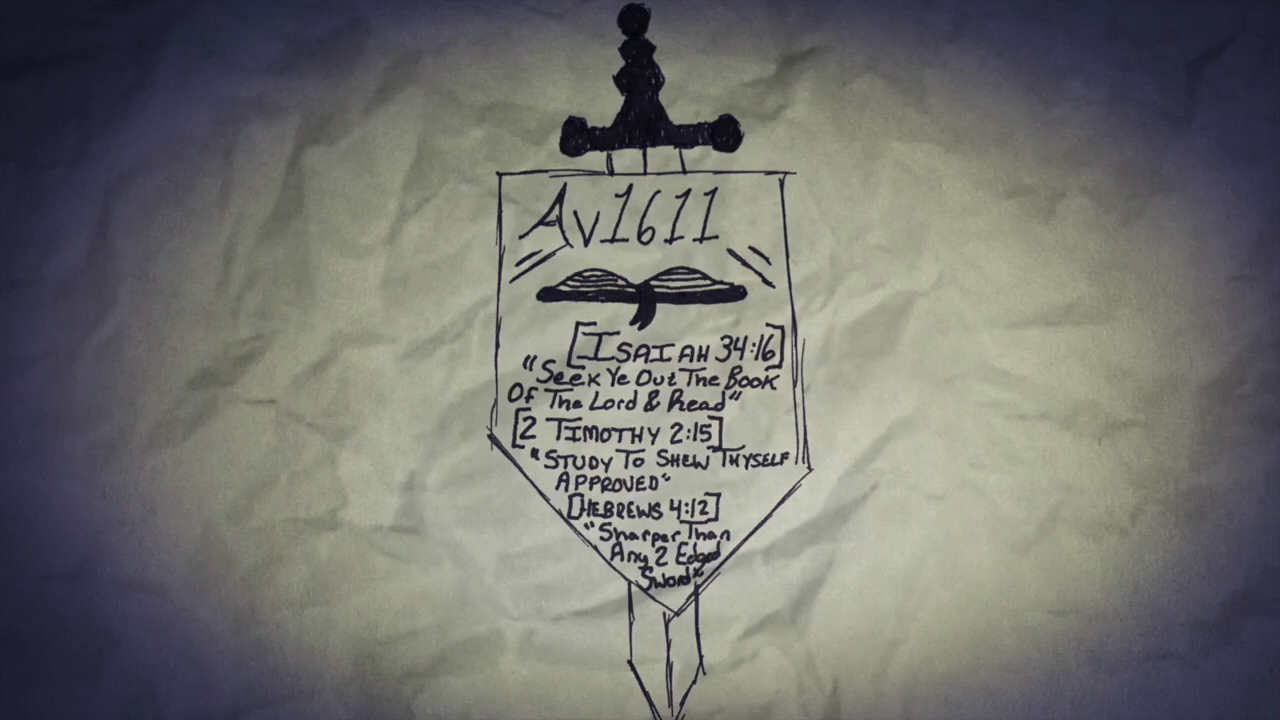 Av1611
[ISAIAH 34:16]
"Seek Ye Out The Book
Of The Lord & Read"
[2 TIMOTHY 2:15]
"STUDY TO SHEW THYSELF
APPROVED"
[HEBREWS 4:12]
"Sharper Than
Any 2 Edged
Sword"